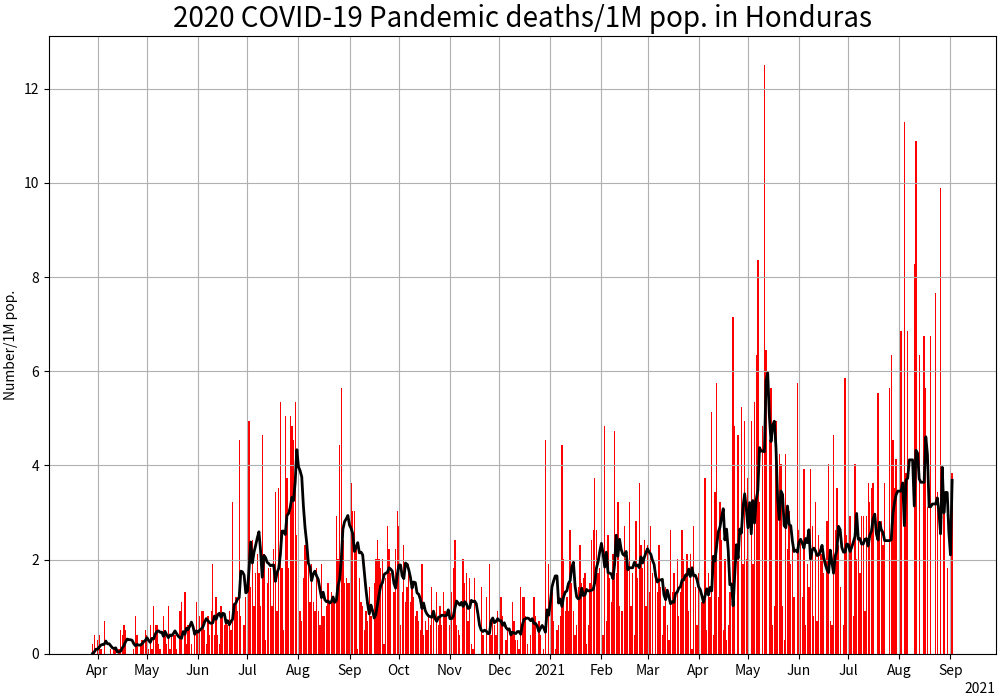 2020 COVID-19 Pandemic deaths/1M pop. in Honduras
Number/1M pop.
12
10
8
6
4
2
0
Apr May Jun Jul Aug Sep Oct Nov Dec 2021 Feb Mar Apr May Jun Jul Aug Sep
2021